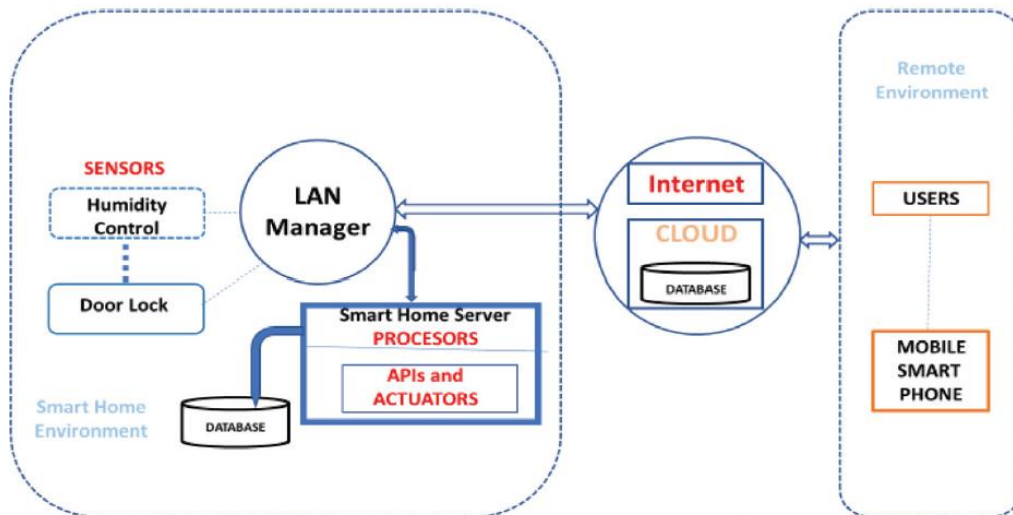 SENSORS
Humidity
Control
Door Lock
LAN
Manager
Smart Home Server
PROCESORS
APIs and
ACTUATORS
DATABASE
Smart Home
Environment
Internet
CLOUD
DATABASE
Remote
Environment
USERS
MOBILE
SMART
PHONE